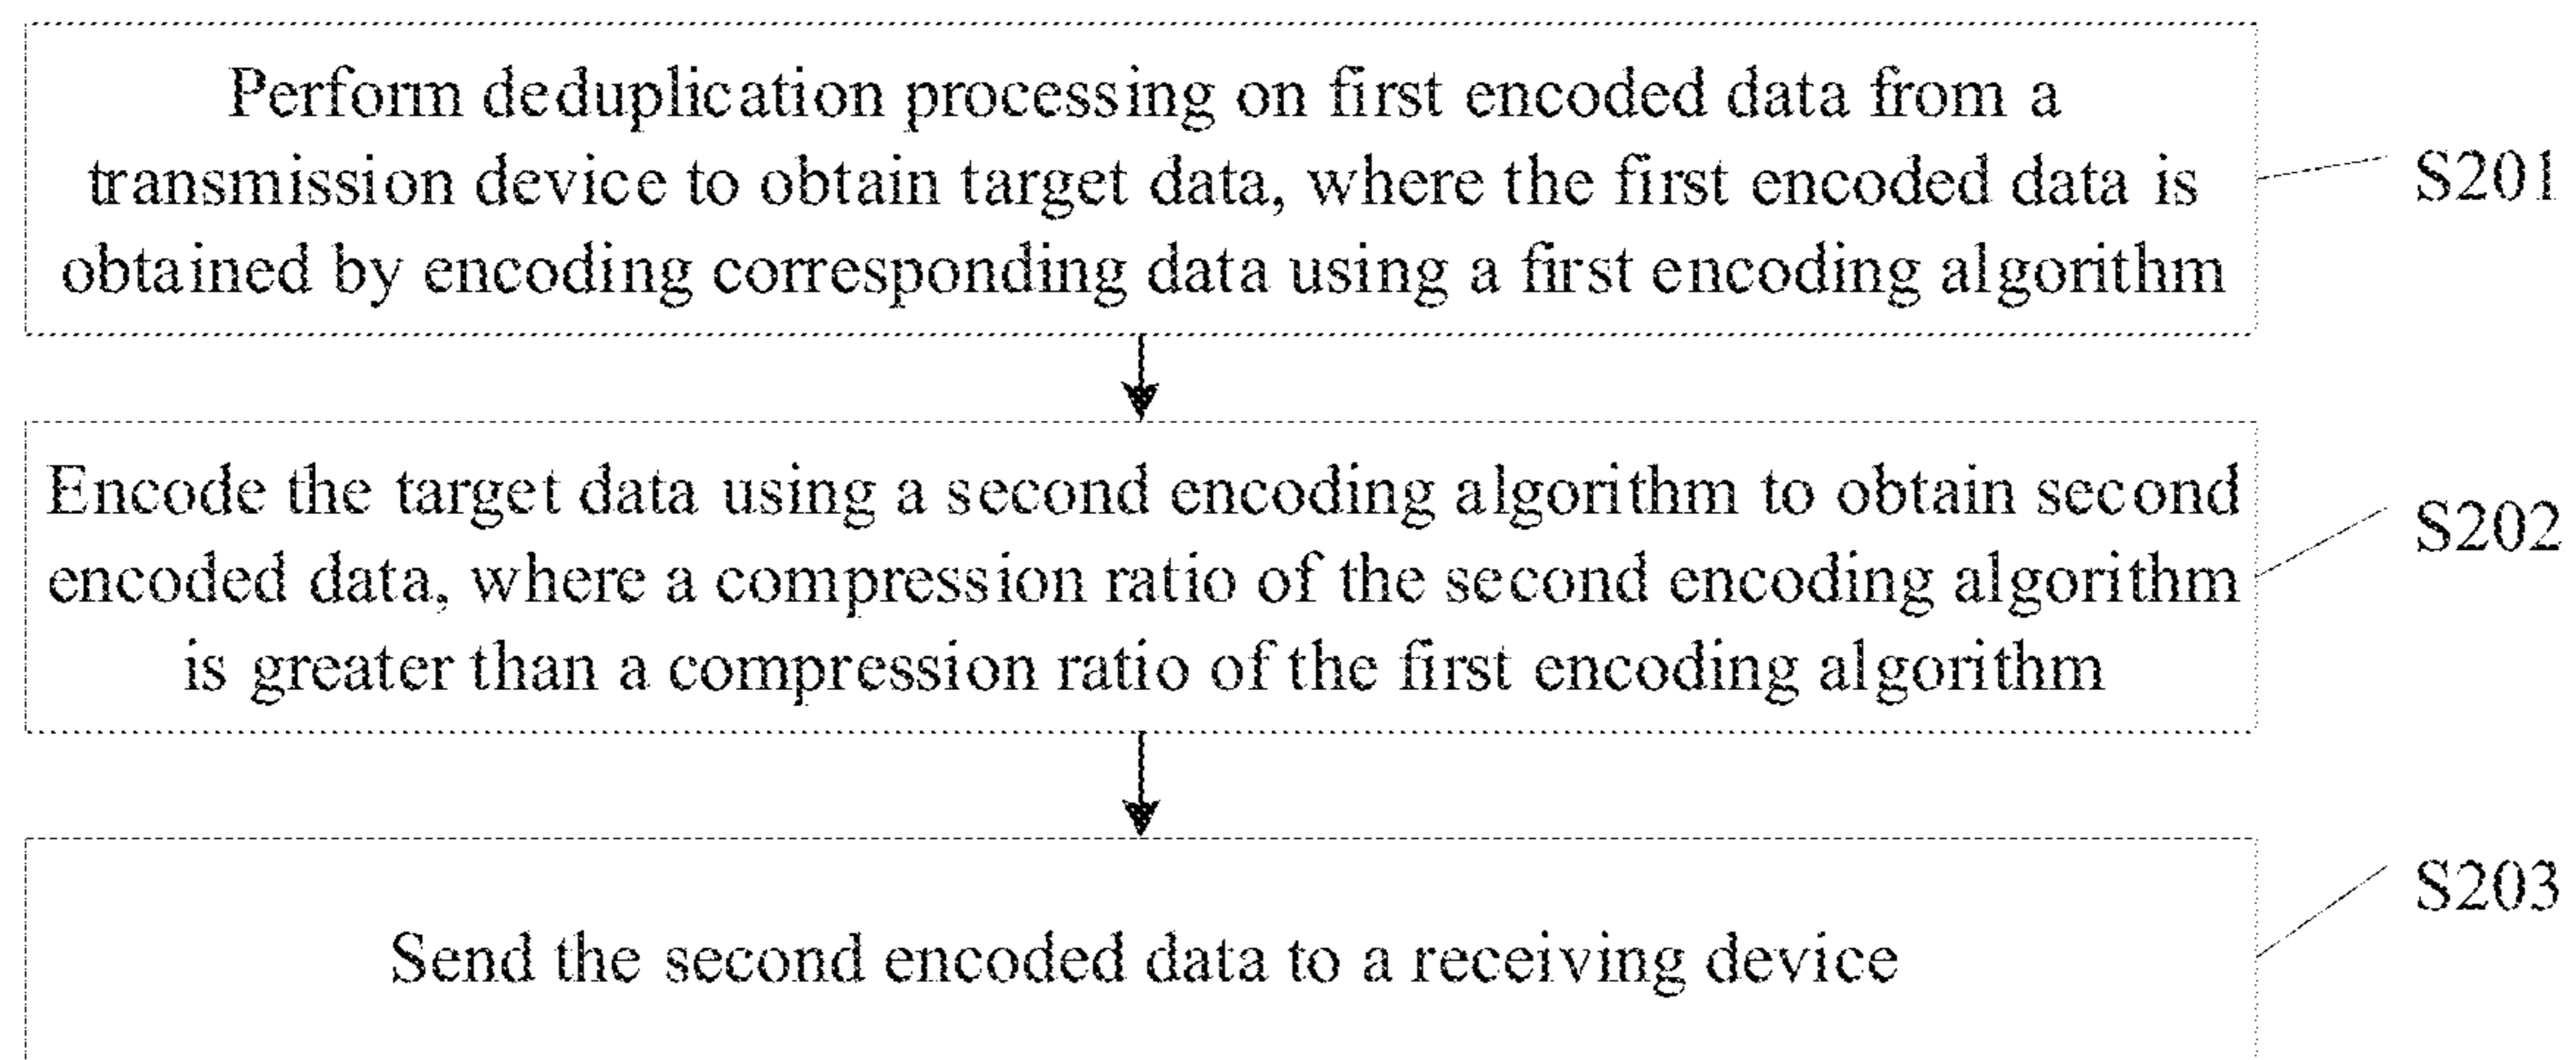 Perform deduplication processing on first encoded data from a
transmission device to obtain target data, where the first encoded data is
obtained by encoding corresponding data using a first encoding algorithm
S201
Encode the target data using a second encoding algorithm to obtain second
encoded data, where a compression ratio of the second encoding algorithm
is greater than a compression ratio of the first encoding algorithm
S202
Send the second encoded data to a receiving device
S203